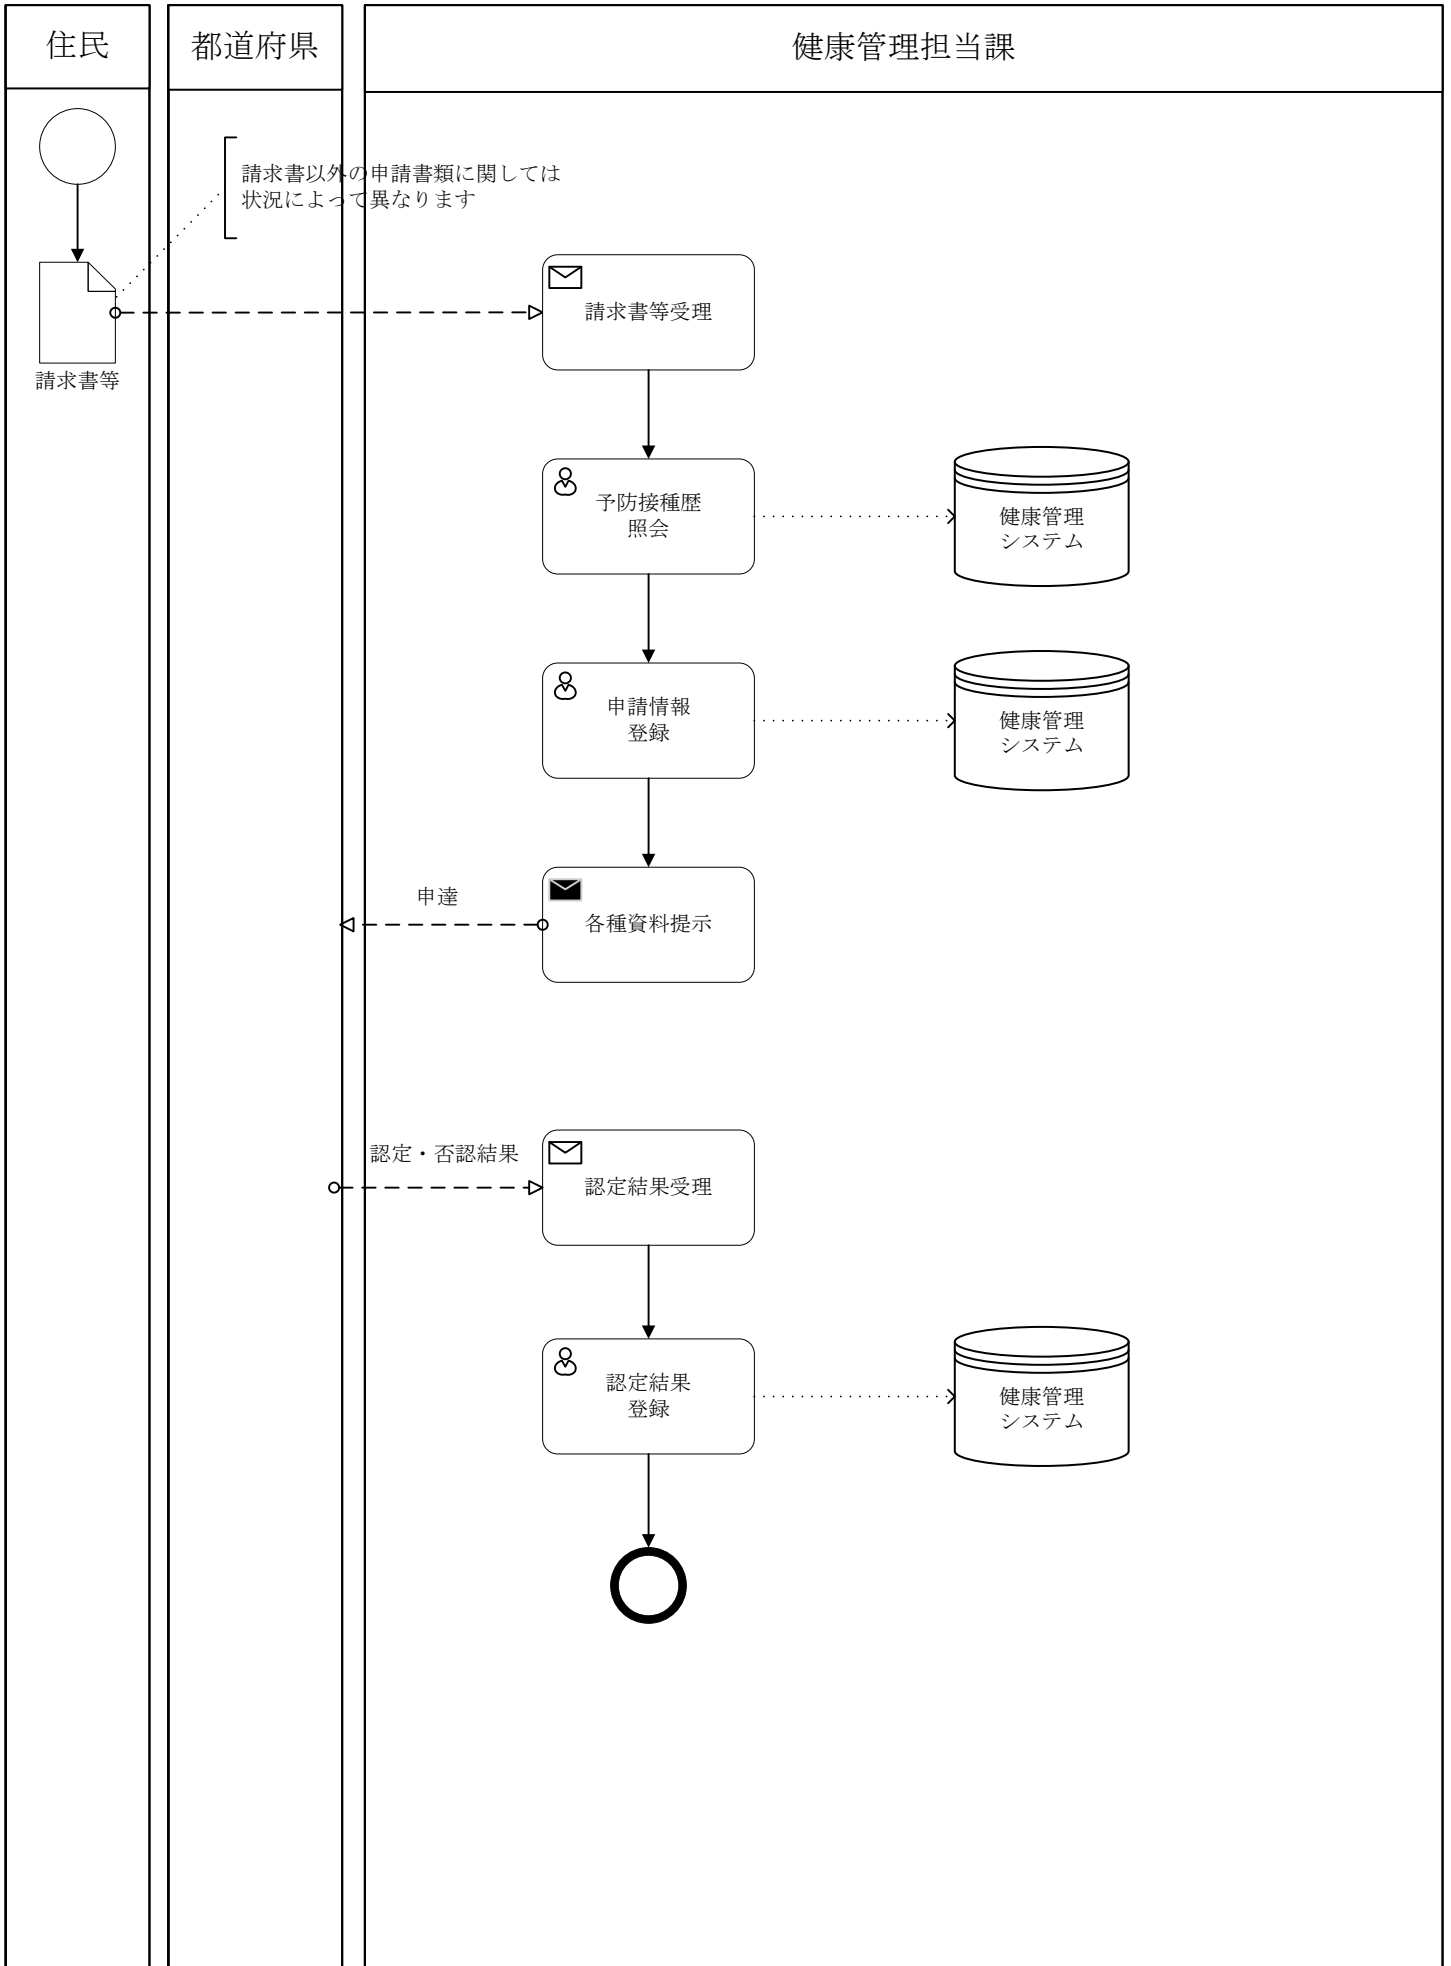 住民
都道府県
健康管理担当課
請求書以外の申請書類に関しては
状況によって異なります
請求書等受理
請求書等
予防接種歴
照会
健康管理
システム
申請情報
登録
健康管理
システム
申達
各種資料提示
認定・否認結果
認定結果受理
認定結果
登録
健康管理
システム